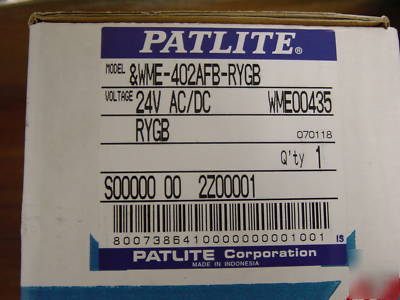 PATLITE®
MODEL &WME-402AFB-RYGB
VOLTAGE 24V AC/DC WME00435
RYGB 070118
Q'ty 1
S00000 00 2Z00001
8007385410000000001001 IS
PATLITE Corporation
MADE IN INDONESIA